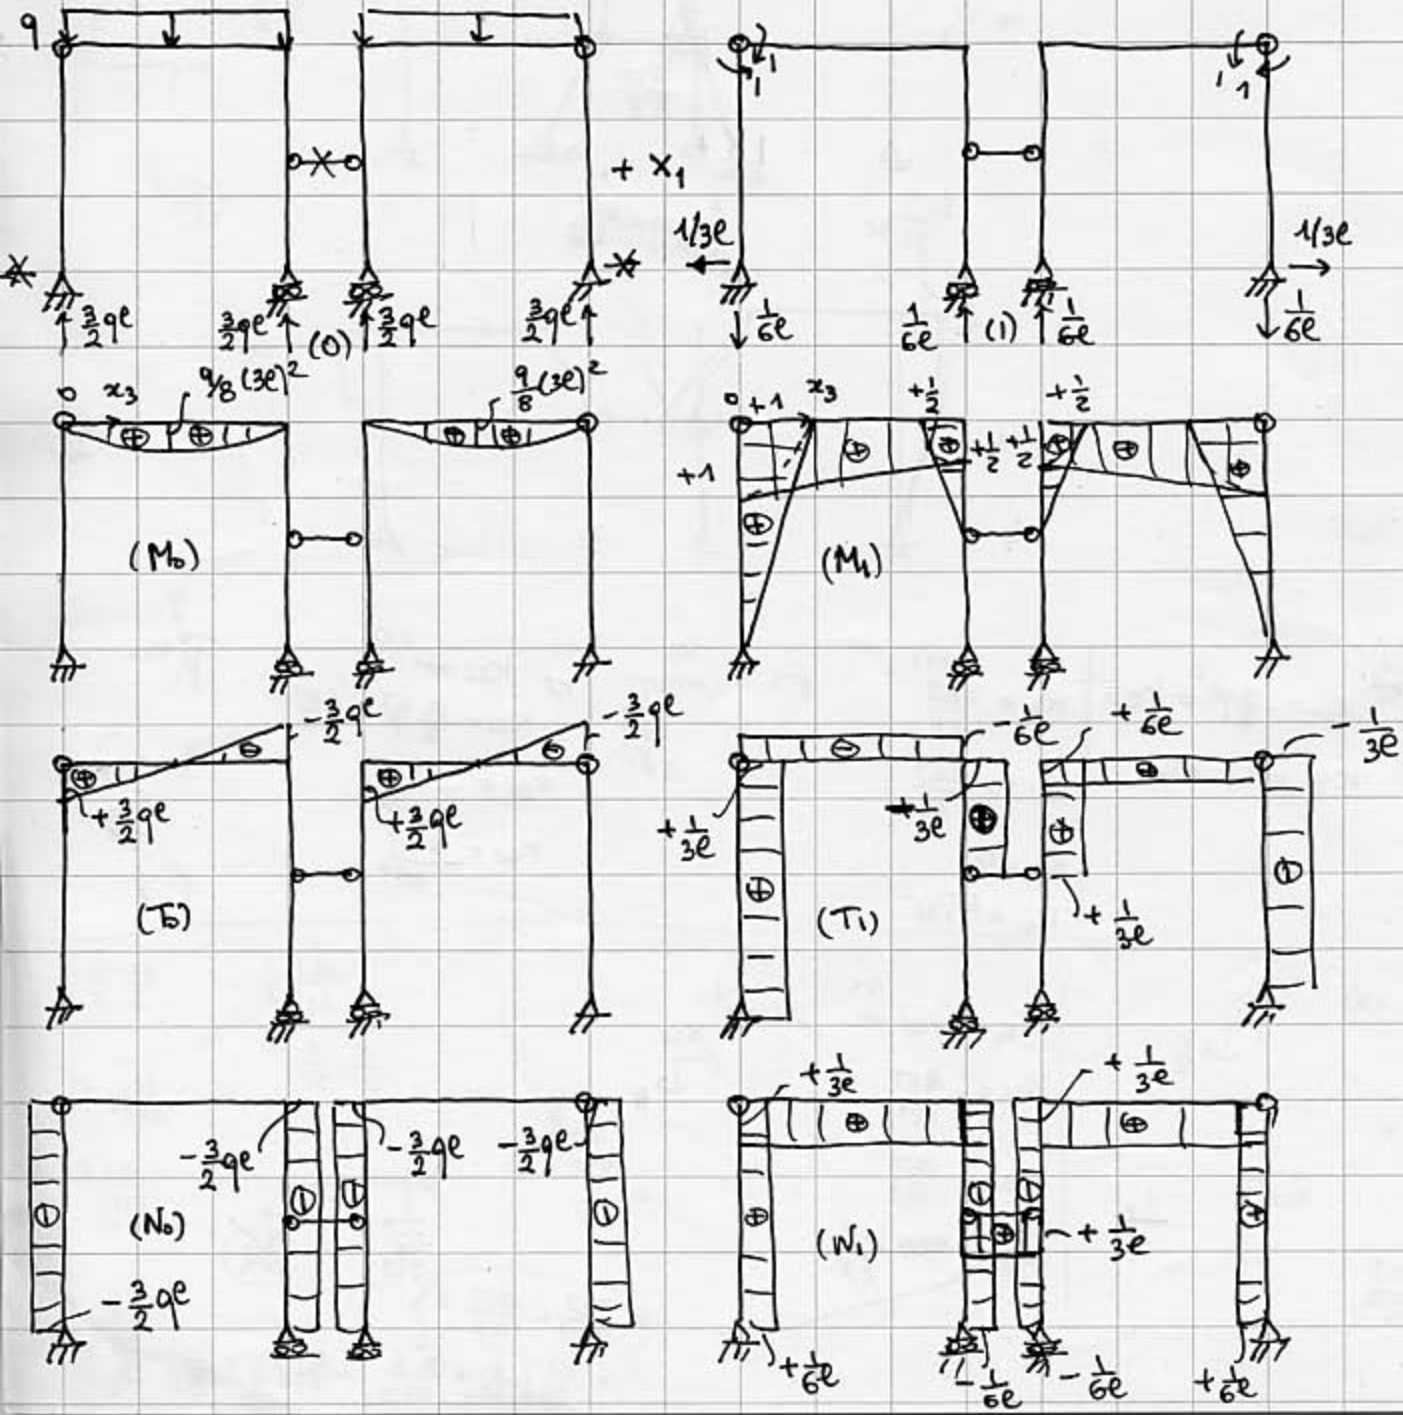 q
1 1
1 1
+ X₁
1/3ℓ
1/3ℓ
3/2 qℓ
3/2 qℓ
(0)
3/2 qℓ
3/2 qℓ
1/6ℓ
1/6ℓ
(1)
1/6ℓ
1/6ℓ
0 x₃
q/8 (3ℓ)²
q/8 (3ℓ)²
0 +1 x₃
+1/2
+1/2
⊕ ⊕
⊕ ⊕
+1
⊕
⊕
+1/2
+1/2
⊕
⊕
⊕
⊕
(M₀)
(M₁)
-3/2 qℓ
-3/2 qℓ
-1/6ℓ
+1/6ℓ
-1/3ℓ
⊕ ⊖
⊕ ⊖
⊖
⊕
+3/2 qℓ
+3/2 qℓ
+1/3ℓ
+1/3ℓ
⊕
⊕
⊕
⊖
(T₀)
(T₁)
+1/3ℓ
+1/3ℓ
+1/3ℓ
-3/2 qℓ
-3/2 qℓ
-3/2 qℓ
⊕
⊕
⊖
⊖
⊖
⊖
(N₀)
⊕
(N₁)
⊖
⊖
⊕
+1/3ℓ
⊕
-3/2 qℓ
+1/6ℓ
-1/6ℓ
-1/6ℓ
+1/6ℓ